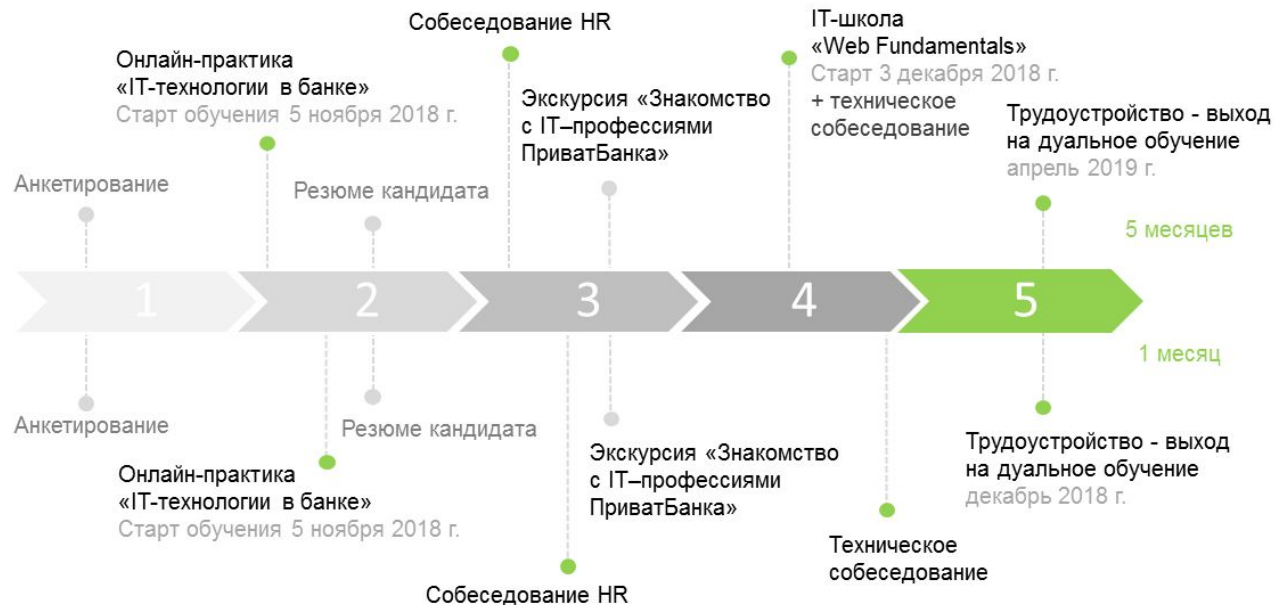 Собеседование HR
IT-школа
«Web Fundamentals»
Старт 3 декабря 2018 г.
+ техническое
собеседование
Онлайн-практика
«IT-технологии в банке»
Старт обучения 5 ноября 2018 г.
Экскурсия «Знакомство
с IT–профессиями
ПриватБанка»
Трудоустройство - выход
на дуальное обучение
апрель 2019 г.
Анкетирование
Резюме кандидата
5 месяцев
1
2
3
4
5
1 месяц
Анкетирование
Резюме кандидата
Онлайн-практика
«IT-технологии в банке»
Старт обучения 5 ноября 2018 г.
Экскурсия «Знакомство
с IT–профессиями
ПриватБанка»
Трудоустройство - выход
на дуальное обучение
декабрь 2018 г.
Техническое
собеседование
Собеседование HR